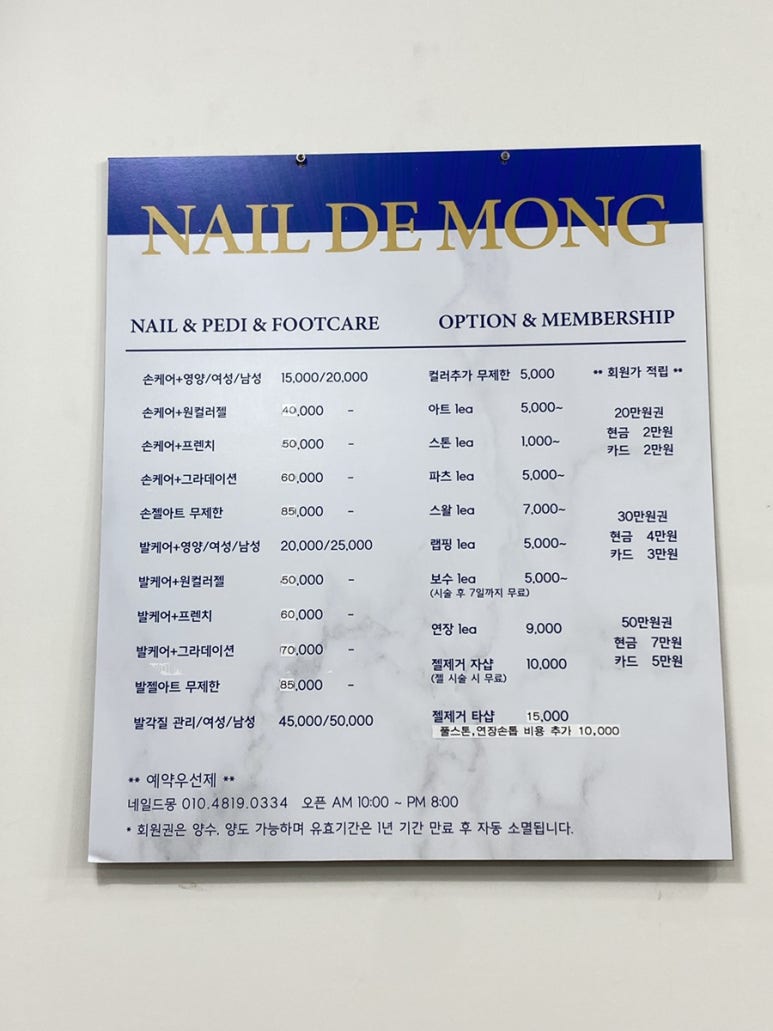 NAIL DE MONG
NAIL & PEDI & FOOTCARE
손케어+영양/여성/남성 15,000/20,000
손케어+원컬러젤 40,000 -
손케어+프렌치 50,000 -
손케어+그라데이션 60,000 -
손젤아트 무제한 85,000 -
발케어+영양/여성/남성 20,000/25,000
발케어+원컬러젤 50,000 -
발케어+프렌치 60,000 -
발케어+그라데이션 70,000 -
발젤아트 무제한 85,000 -
발각질 관리/여성/남성 45,000/50,000
OPTION & MEMBERSHIP
컬러추가 무제한 5,000
아트 1ea 5,000~
스톤 1ea 1,000~
파츠 1ea 5,000~
스왈 1ea 7,000~
랩핑 1ea 5,000~
보수 1ea 5,000~
(시술 후 7일까지 무료)
연장 1ea 9,000
젤제거 자샵 10,000
(젤 시술 시 무료)
젤제거 타샵 15,000
풀스톤,연장손톱 비용 추가 10,000
** 회원가 적립 **
20만원권
현금 2만원
카드 2만원
30만원권
현금 4만원
카드 3만원
50만원권
현금 7만원
카드 5만원
** 예약우선제 **
네일드몽 010.4819.0334 오픈 AM 10:00 ~ PM 8:00
* 회원권은 양수, 양도 가능하며 유효기간은 1년 기간 만료 후 자동 소멸됩니다.